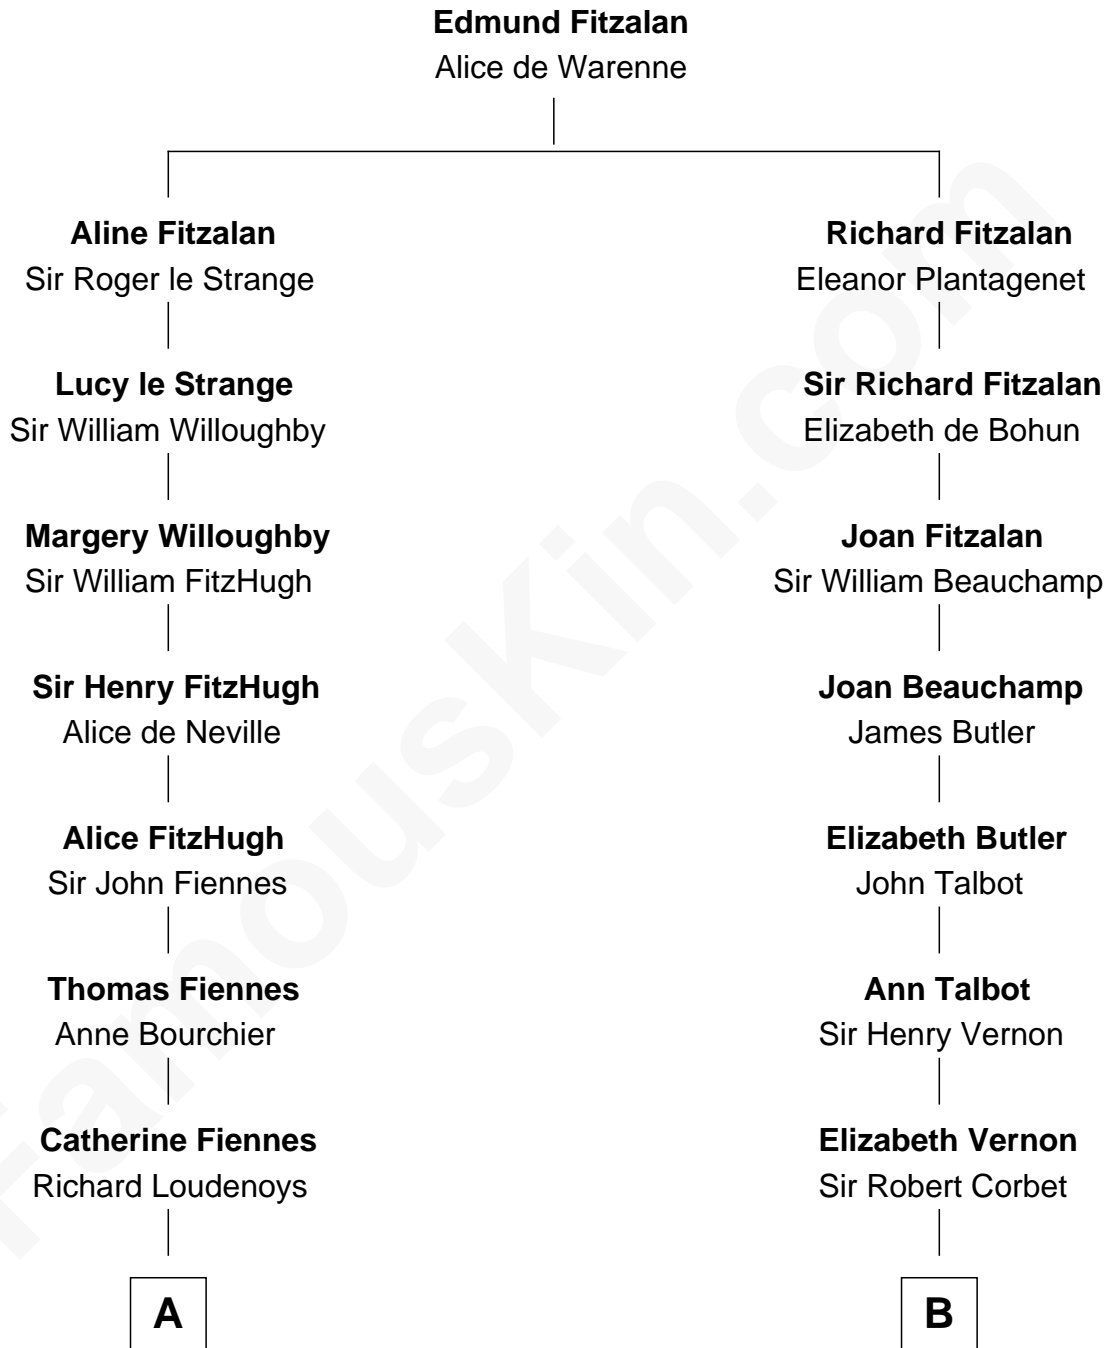 Edmund Fitzalan
Alice de Warenne
Aline Fitzalan
Sir Roger le Strange
Richard Fitzalan
Eleanor Plantagenet
Lucy le Strange
Sir William Willoughby
Sir Richard Fitzalan
Elizabeth de Bohun
Margery Willoughby
Sir William FitzHugh
Joan Fitzalan
Sir William Beauchamp
Sir Henry FitzHugh
Alice de Neville
Joan Beauchamp
James Butler
Alice FitzHugh
Sir John Fiennes
Elizabeth Butler
John Talbot
Thomas Fiennes
Anne Bourchier
Ann Talbot
Sir Henry Vernon
Catherine Fiennes
Richard Loudenoys
Elizabeth Vernon
Sir Robert Corbet
A
B
FamousKin.com